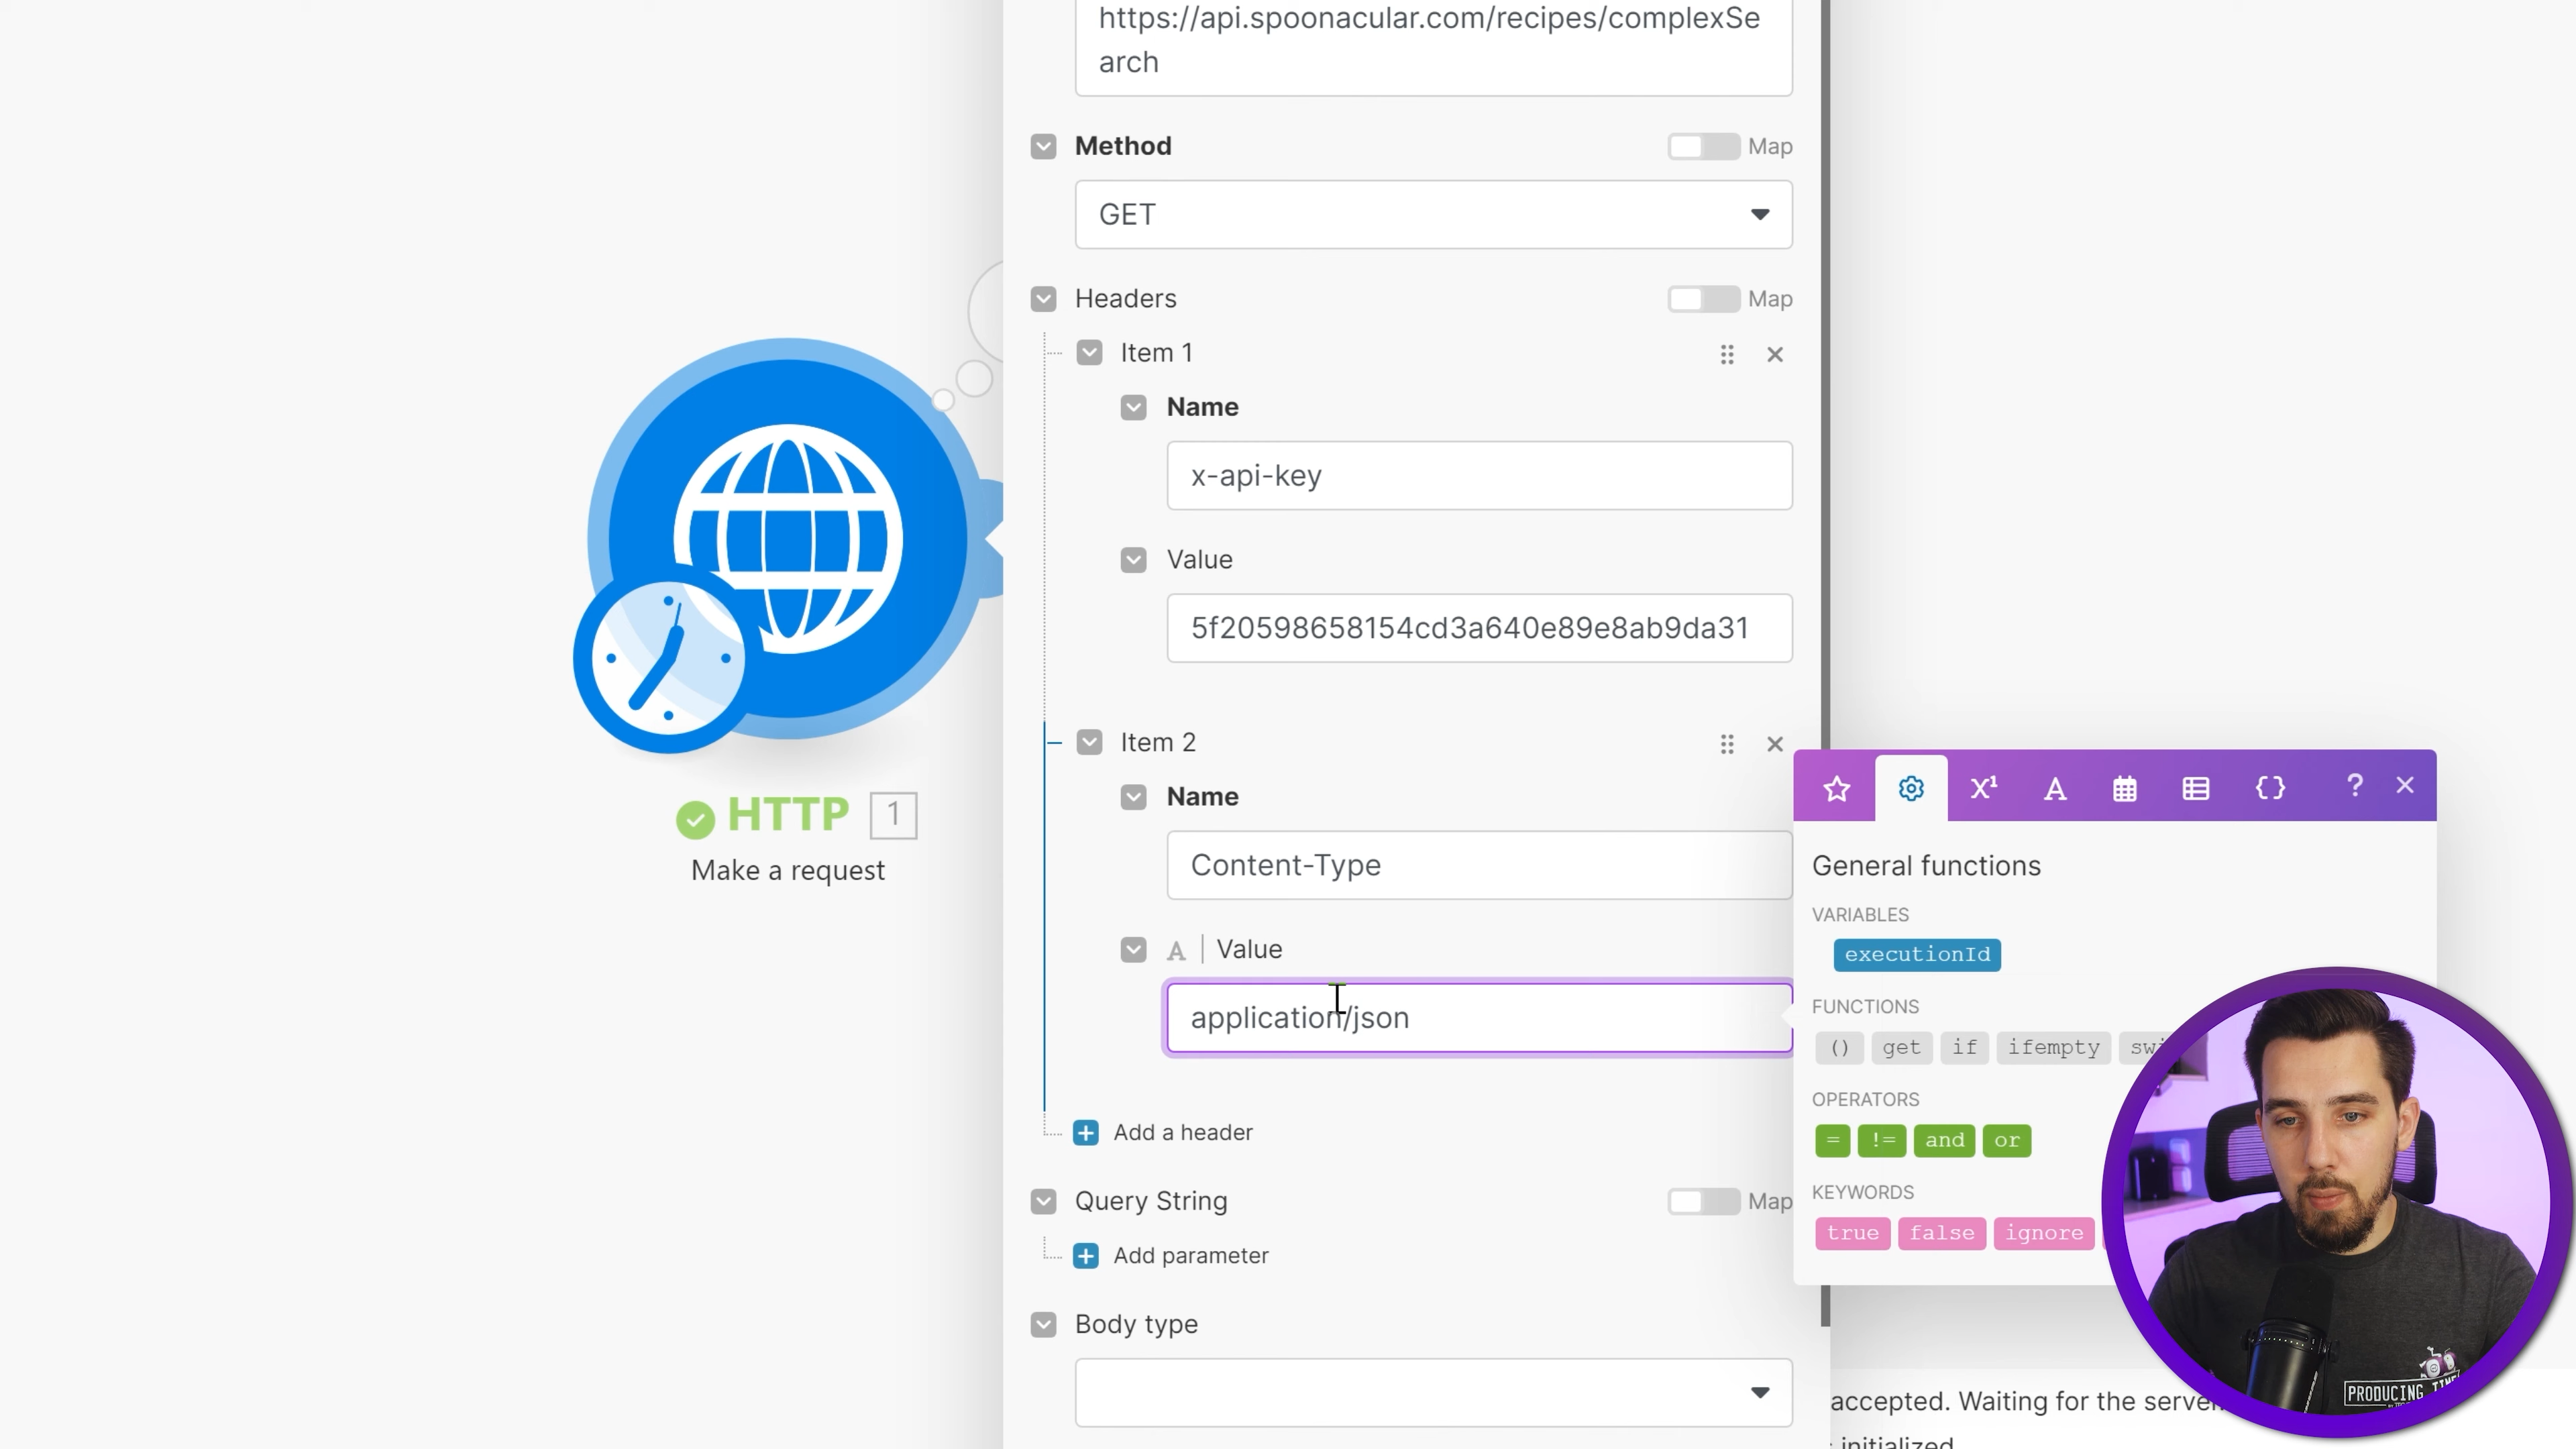 https://api.spoonacular.com/recipes/complexSe
arch
Method
Map
GET
Headers
Map
Item 1
Name
x-api-key
Value
5f20598658154cd3a640e89e8ab9da31
Item 2
Name
Content-Type
A | Value
application/json
Add a header
Query String
Map
Add parameter
Body type
HTTP 1
Make a request
X¹ A ?
General functions
VARIABLES
executionId
FUNCTIONS
() get if ifempty
OPERATORS
= != and or
KEYWORDS
true false ignore
PRODUCING
accepted. Waiting for the server
initialized